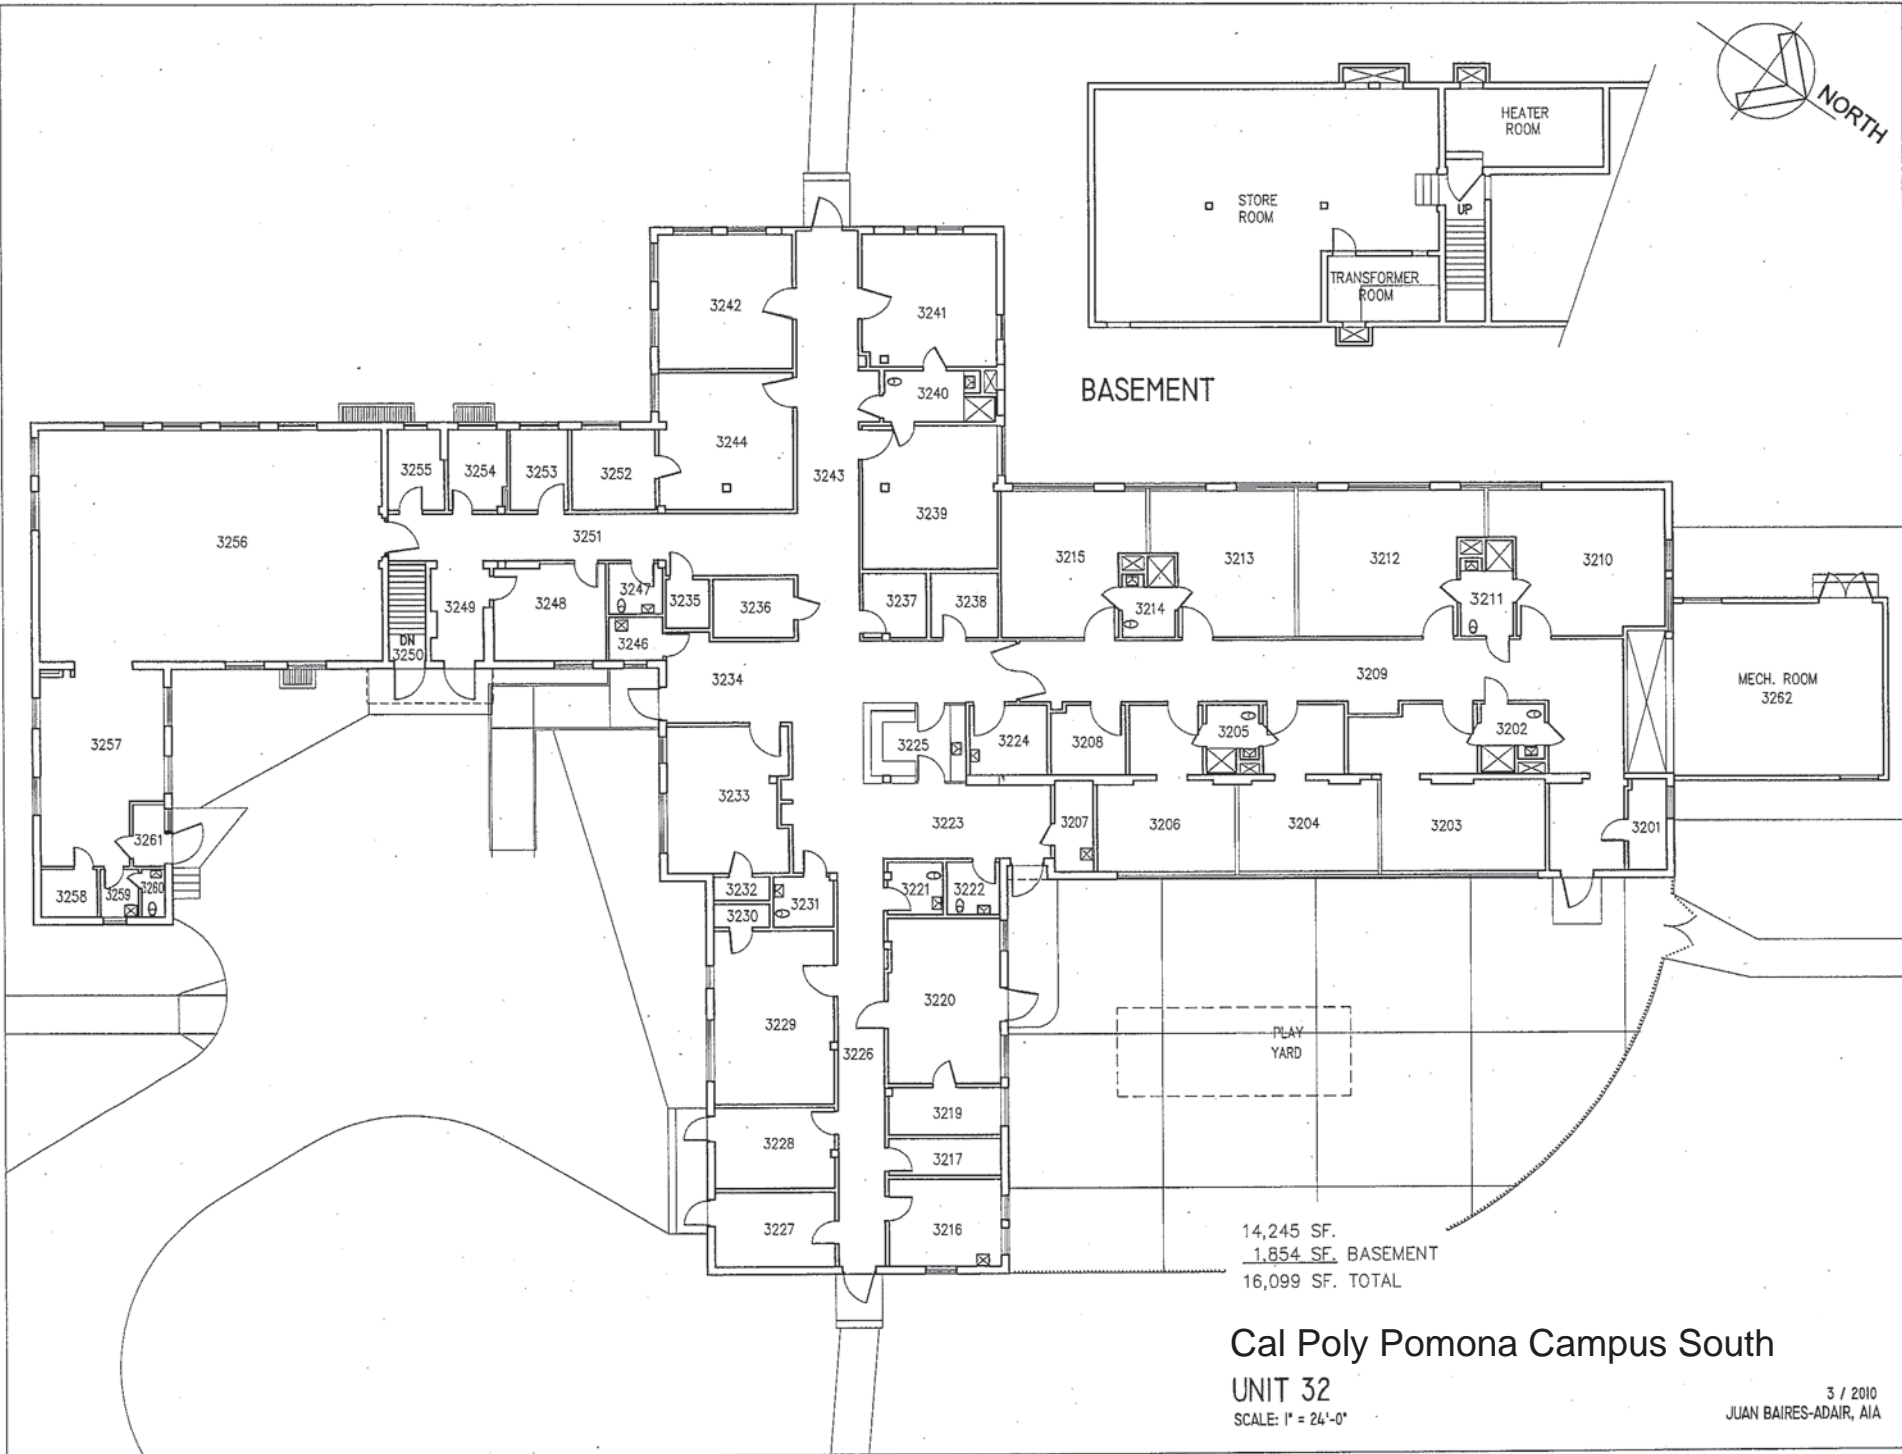 NORTH
HEATER
ROOM
STORE
ROOM
UP
TRANSFORMER
ROOM
BASEMENT
3242
3241
3240
3244
3243
3239
3255
3254
3253
3252
3256
3251
3215
3213
3212
3210
3247
3235
3236
3237
3238
3214
3211
3249
3248
3246
DN
3250
3234
3209
MECH. ROOM
3262
3257
3225
3224
3208
3205
3202
3233
3223
3207
3206
3204
3203
3201
3261
3258
3259
3260
3232
3231
3230
3221
3222
3229
3220
3226
PLAY
YARD
3219
3228
3217
3227
3216
14,245 SF.
1,854 SF. BASEMENT
16,099 SF. TOTAL
Cal Poly Pomona Campus South
UNIT 32
SCALE: 1" = 24'-0"
3 / 2010
JUAN BAIRES-ADAIR, AIA